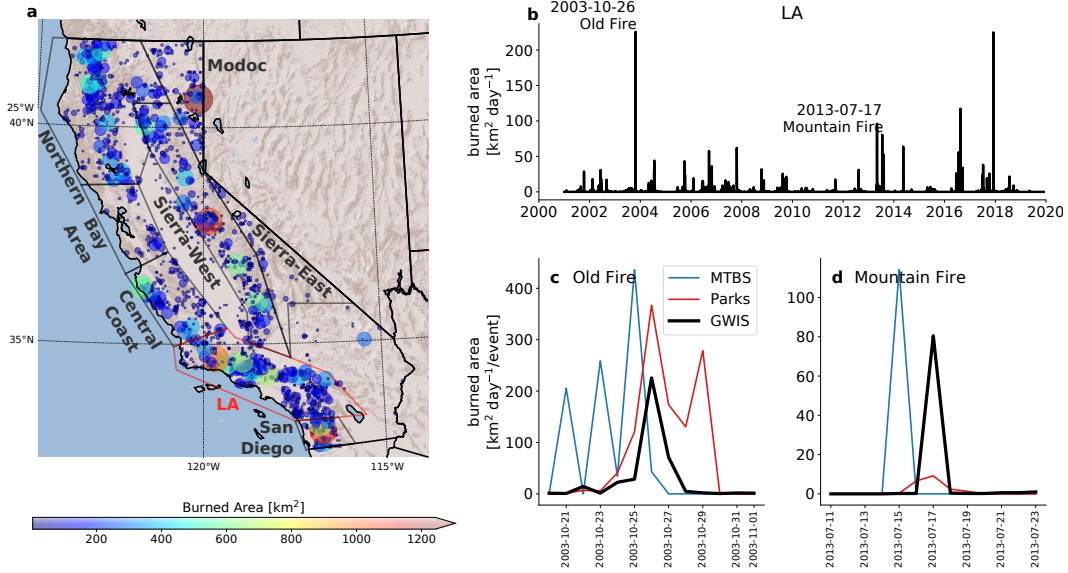 a
Modoc
25°W
40°N
Northern
Bay
Area
Sierra-West
Sierra-East
Central
Coast
35°N
LA
San
Diego
120°W
115°W
Burned Area [km²]
200
400
600
800
1000
1200
b
LA
2003-10-26
Old Fire
2013-07-17
Mountain Fire
burned area
[km² day⁻¹]
200
150
100
50
0
2000
2002
2004
2006
2008
2010
2012
2014
2016
2018
2020
c Old Fire
MTBS
Parks
GWIS
burned area
[km² day⁻¹/event]
400
300
200
100
0
2003-10-21
2003-10-23
2003-10-25
2003-10-27
2003-10-29
2003-10-31
2003-11-01
d Mountain Fire
100
80
60
40
20
0
2013-07-11
2013-07-13
2013-07-15
2013-07-17
2013-07-19
2013-07-21
2013-07-23